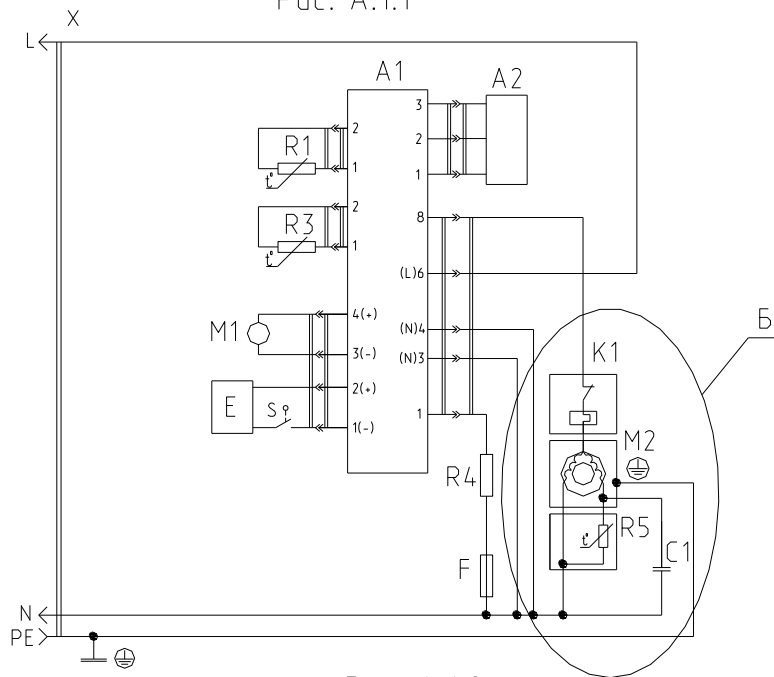 Рис. А.1.1
X
L
A1
A2
3
2
2
R1
1
1
t°
2
8
R3
1
t°
(L)6
4(+)
Б
M1
(N)4
3(-)
(N)3
K1
2(+)
E
S
1(-)
1
M2
R4
R5
t°
C1
F
N
PE